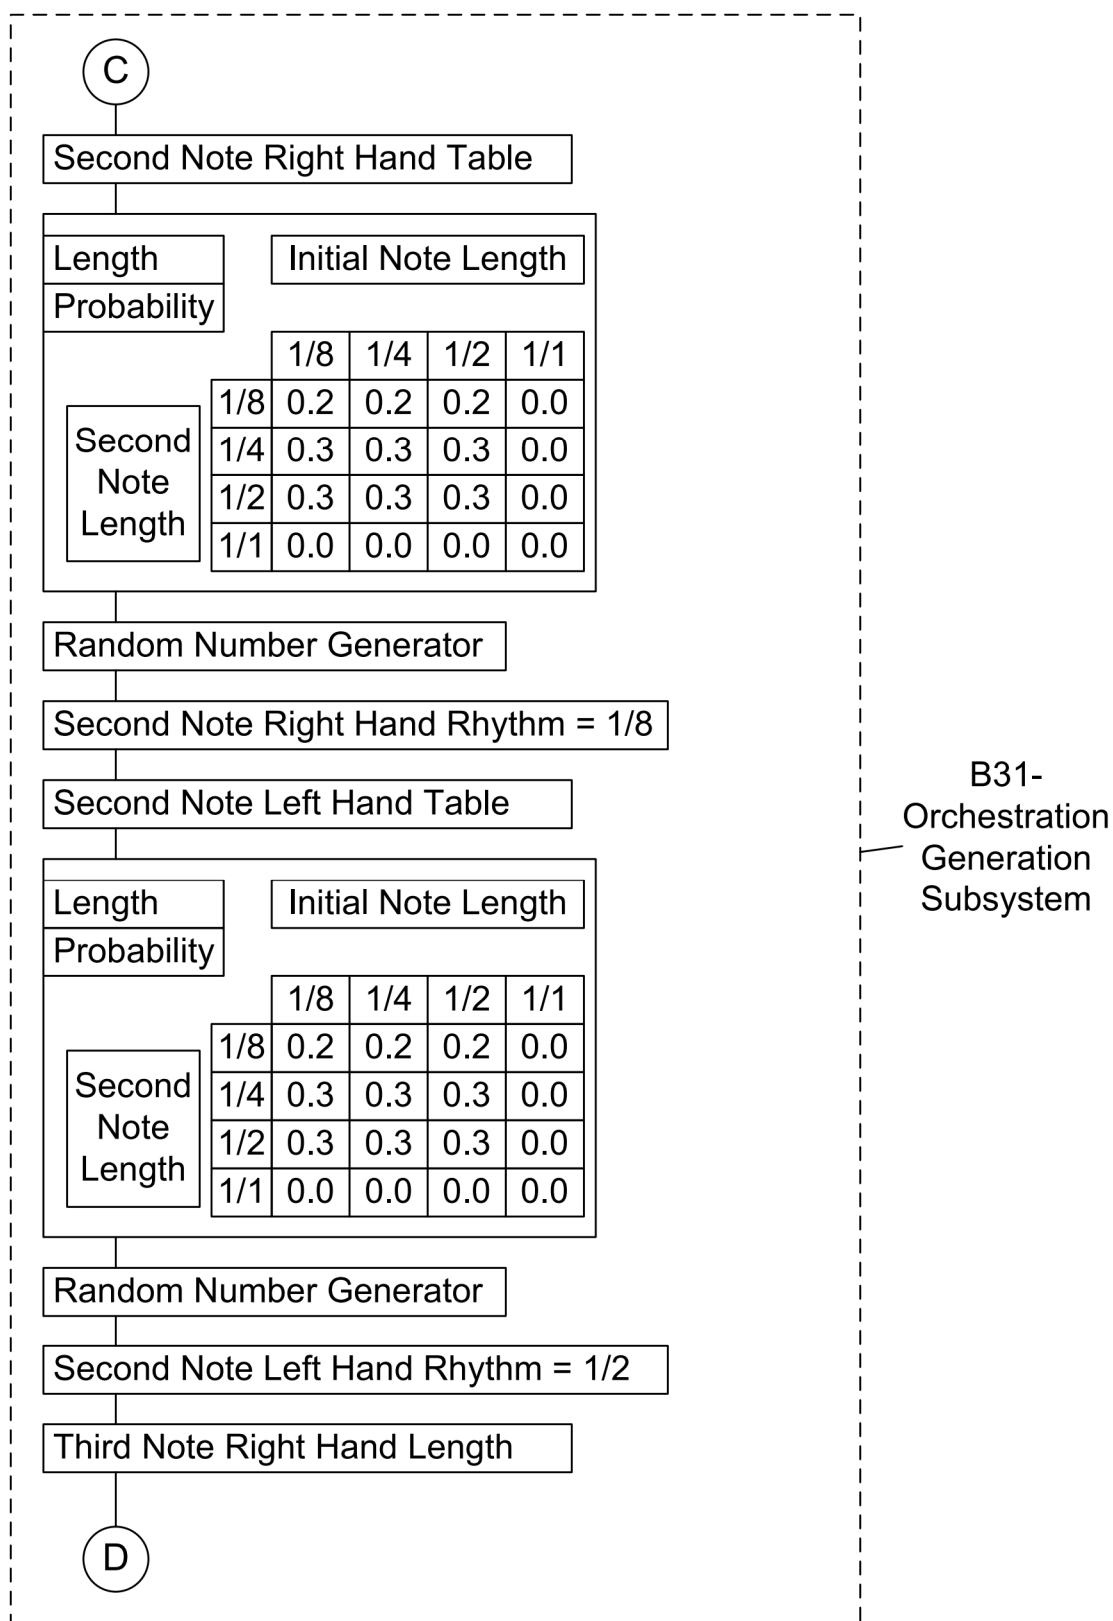 C
Second Note Right Hand Table
Length
Initial Note Length
Probability
1/8 1/4 1/2 1/1
Second
Note
Length
1/8 0.2 0.2 0.2 0.0
1/4 0.3 0.3 0.3 0.0
1/2 0.3 0.3 0.3 0.0
1/1 0.0 0.0 0.0 0.0
Random Number Generator
Second Note Right Hand Rhythm = 1/8
Second Note Left Hand Table
Length
Initial Note Length
Probability
1/8 1/4 1/2 1/1
Second
Note
Length
1/8 0.2 0.2 0.2 0.0
1/4 0.3 0.3 0.3 0.0
1/2 0.3 0.3 0.3 0.0
1/1 0.0 0.0 0.0 0.0
Random Number Generator
Second Note Left Hand Rhythm = 1/2
Third Note Right Hand Length
D
B31-
Orchestration
Generation
Subsystem